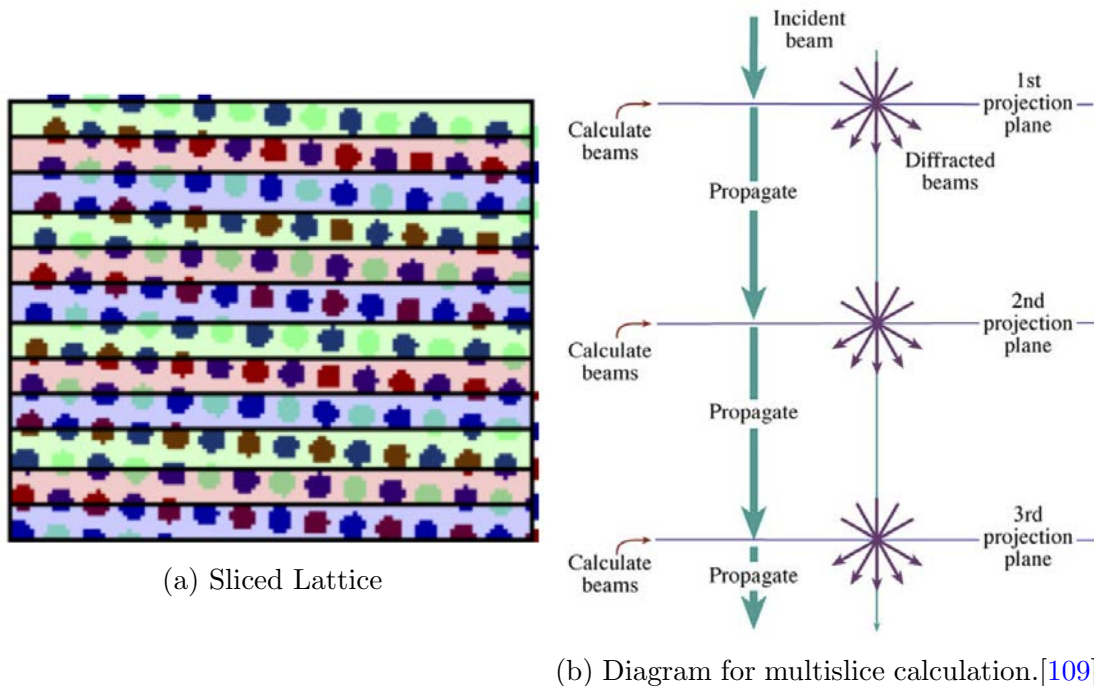 (a) Sliced Lattice
Incident
beam
1st
projection
plane
Calculate
beams
Diffracted
beams
Propagate
2nd
projection
plane
Calculate
beams
Propagate
3rd
projection
plane
Calculate
beams
Propagate
(b) Diagram for multislice calculation.[109]